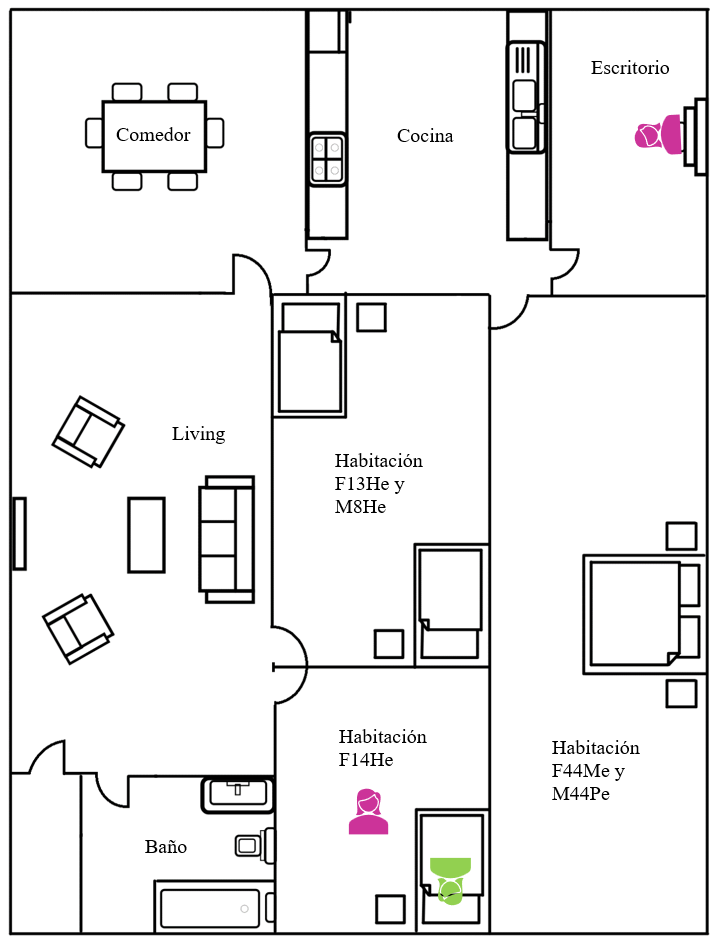 Escritorio
Comedor
Cocina
Living
Habitación
F13He y
M8He
Habitación
F14He
Habitación
F44Me y
M44Pe
Baño